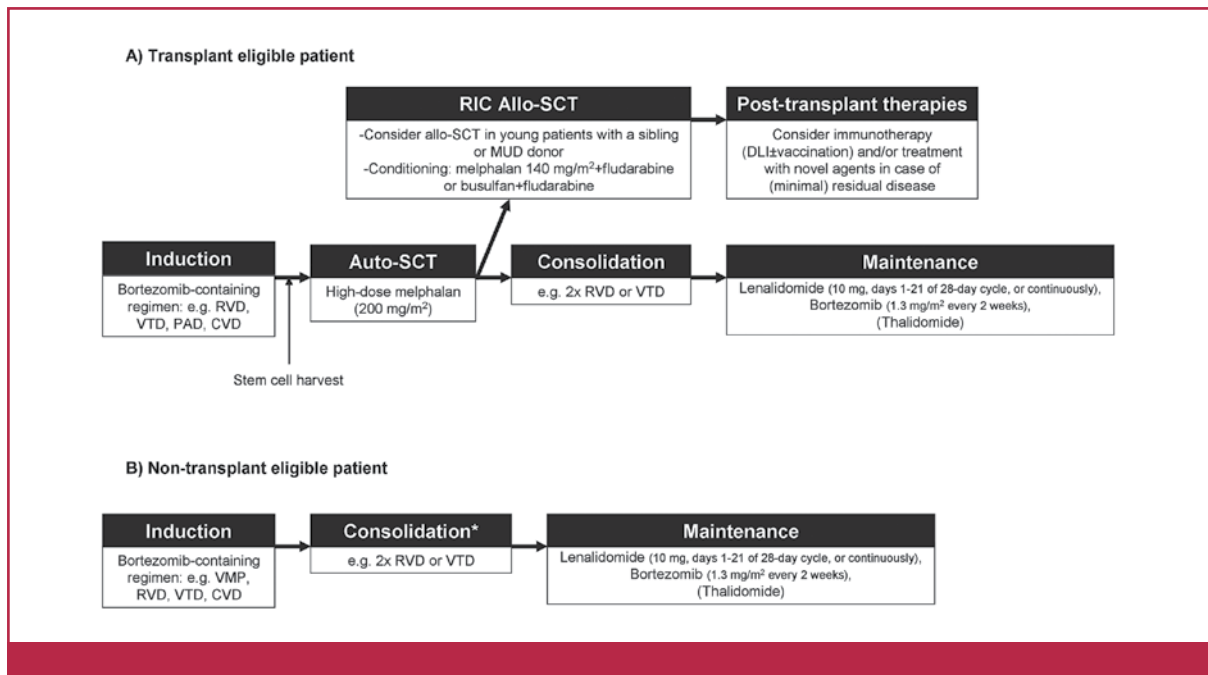 A) Transplant eligible patient
RIC Allo-SCT
-Consider allo-SCT in young patients with a sibling
or MUD donor
-Conditioning: melphalan 140 mg/m²+fludarabine
or busulfan+fludarabine
Post-transplant therapies
Consider immunotherapy
(DLI±vaccination) and/or treatment
with novel agents in case of
(minimal) residual disease
Induction
Bortezomib-containing
regimen: e.g. RVD,
VTD, PAD, CVD
Auto-SCT
High-dose melphalan
(200 mg/m²)
Consolidation
e.g. 2x RVD or VTD
Maintenance
Lenalidomide (10 mg, days 1-21 of 28-day cycle, or continuously),
Bortezomib (1.3 mg/m² every 2 weeks),
(Thalidomide)
Stem cell harvest
B) Non-transplant eligible patient
Induction
Bortezomib-containing
regimen: e.g. VMP,
RVD, VTD, CVD
Consolidation*
e.g. 2x RVD or VTD
Maintenance
Lenalidomide (10 mg, days 1-21 of 28-day cycle, or continuously),
Bortezomib (1.3 mg/m² every 2 weeks),
(Thalidomide)